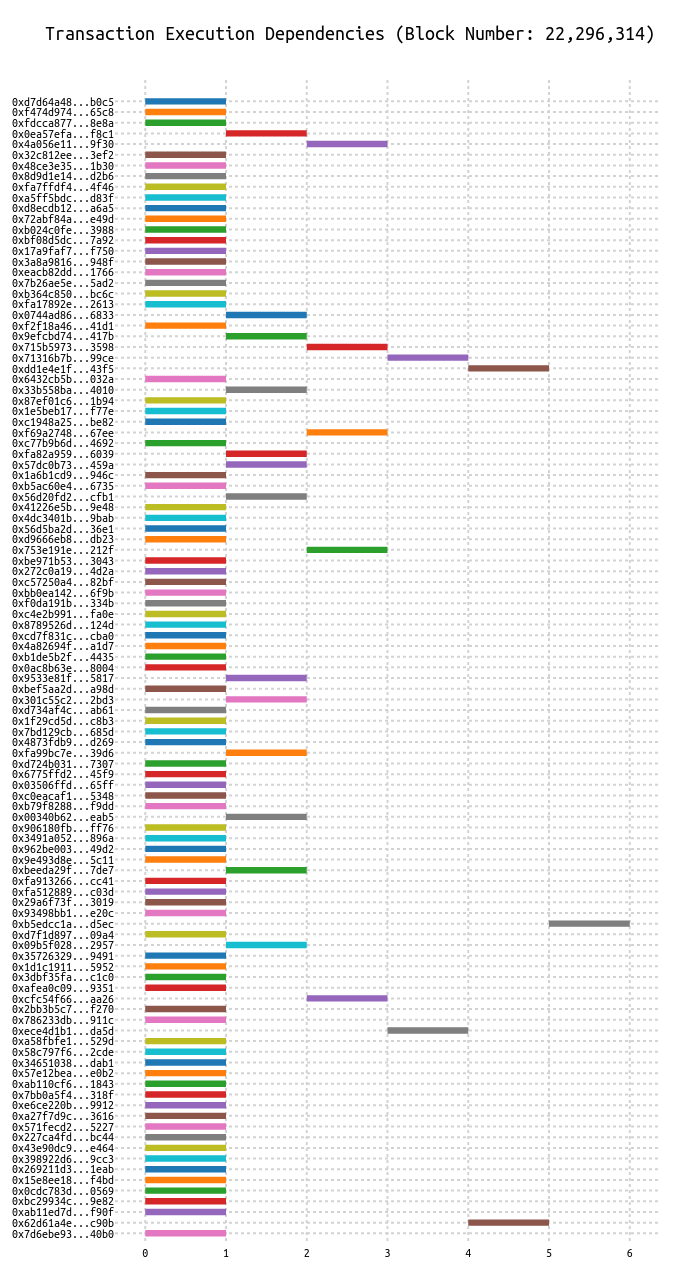 Transaction Execution Dependencies (Block Number: 22,296,314)
0xd7d64a48...b0c5
0xf474d974...65c8
0xfdcca877...8e8a
0x0ea57efa...f8c1
0x4a056e11...9f30
0x32c812ee...3ef2
0x48ce3e35...1b30
0x8d9d1e14...d2b6
0xfa7ffdf4...4f46
0xa5ff5bdc...d83f
0xd8ecdb12...a6a5
0x72abf84a...e49d
0xb024c0fe...3988
0xbf08d5dc...7a92
0x17a9faf7...f750
0x3a8a9816...948f
0xeacb82dd...1766
0x7b26ae5e...5ad2
0xb364c850...bc6c
0xfa17892e...2613
0x0744ad86...6833
0xf2f18a46...41d1
0x9efcbd74...417b
0x715b5973...3598
0x71316b7b...99ce
0xdd1e4e1f...43f5
0x6432cb5b...032a
0x33b558ba...4010
0x87ef01c6...1b94
0x1e5beb17...f77e
0xc1948a25...be82
0xf69a2748...67ee
0xc77b9b6d...4692
0xfa82a959...6039
0x57dc0b73...459a
0x1a6b1cd9...946c
0xb5ac60e4...6735
0x56d20fd2...cfb1
0x41226e5b...9e48
0x4dc3401b...9bab
0x56d5ba2d...36e1
0xd9666eb8...db23
0x753e191e...212f
0xbe971b53...3043
0x272c0a19...4d2a
0xc57250a4...82bf
0xbb0ea142...6f9b
0xf0da191b...334b
0xc4e2b991...fa0e
0x8789526d...124d
0xcd7f831c...cba0
0x4a82694f...a1d7
0xb1de5b2f...4435
0x0ac8b63e...8004
0x9533e81f...5817
0xbef5aa2d...a98d
0x301c55c2...2bd3
0xd734af4c...ab61
0x1f29cd5d...c8b3
0x7bd129cb...685d
0x4873fdb9...d269
0xfa99bc7e...39d6
0xd724b031...7307
0x6775ffd2...45f9
0x03506ffd...65ff
0xc0eacaf1...5348
0xb79f8288...f9dd
0x00340b62...eab5
0x906180fb...ff76
0x3491a052...896a
0x962be003...49d2
0x9e493d8e...5c11
0xbeeda29f...7de7
0xfa913266...cc41
0xfa512889...c03d
0x29a6f73f...3019
0x93498bb1...e20c
0xb5edcc1a...d5ec
0xd7f1d897...09a4
0x09b5f028...2957
0x35726329...9491
0x1d1c1911...5952
0x3dbf35fa...c1c0
0xafea0c09...9351
0xcfc54f66...aa26
0x2bb3b5c7...f270
0x786233db...911c
0xece4d1b1...da5d
0xa58fbfe1...529d
0x58c797f6...2cde
0x34651038...dab1
0x57e12bea...e0b2
0xab110cf6...1843
0x7bb0a5f4...318f
0xe6ce220b...9912
0xa27f7d9c...3616
0x571fecd2...5227
0x227ca4fd...bc44
0x43e90dc9...e464
0x398922d6...9cc3
0x269211d3...1eab
0x15e8ee18...f4bd
0x0cdc783d...0569
0xbc29934c...9e82
0xab11ed7d...f90f
0x62d61a4e...c90b
0x7d6ebe93...40b0
0 1 2 3 4 5 6